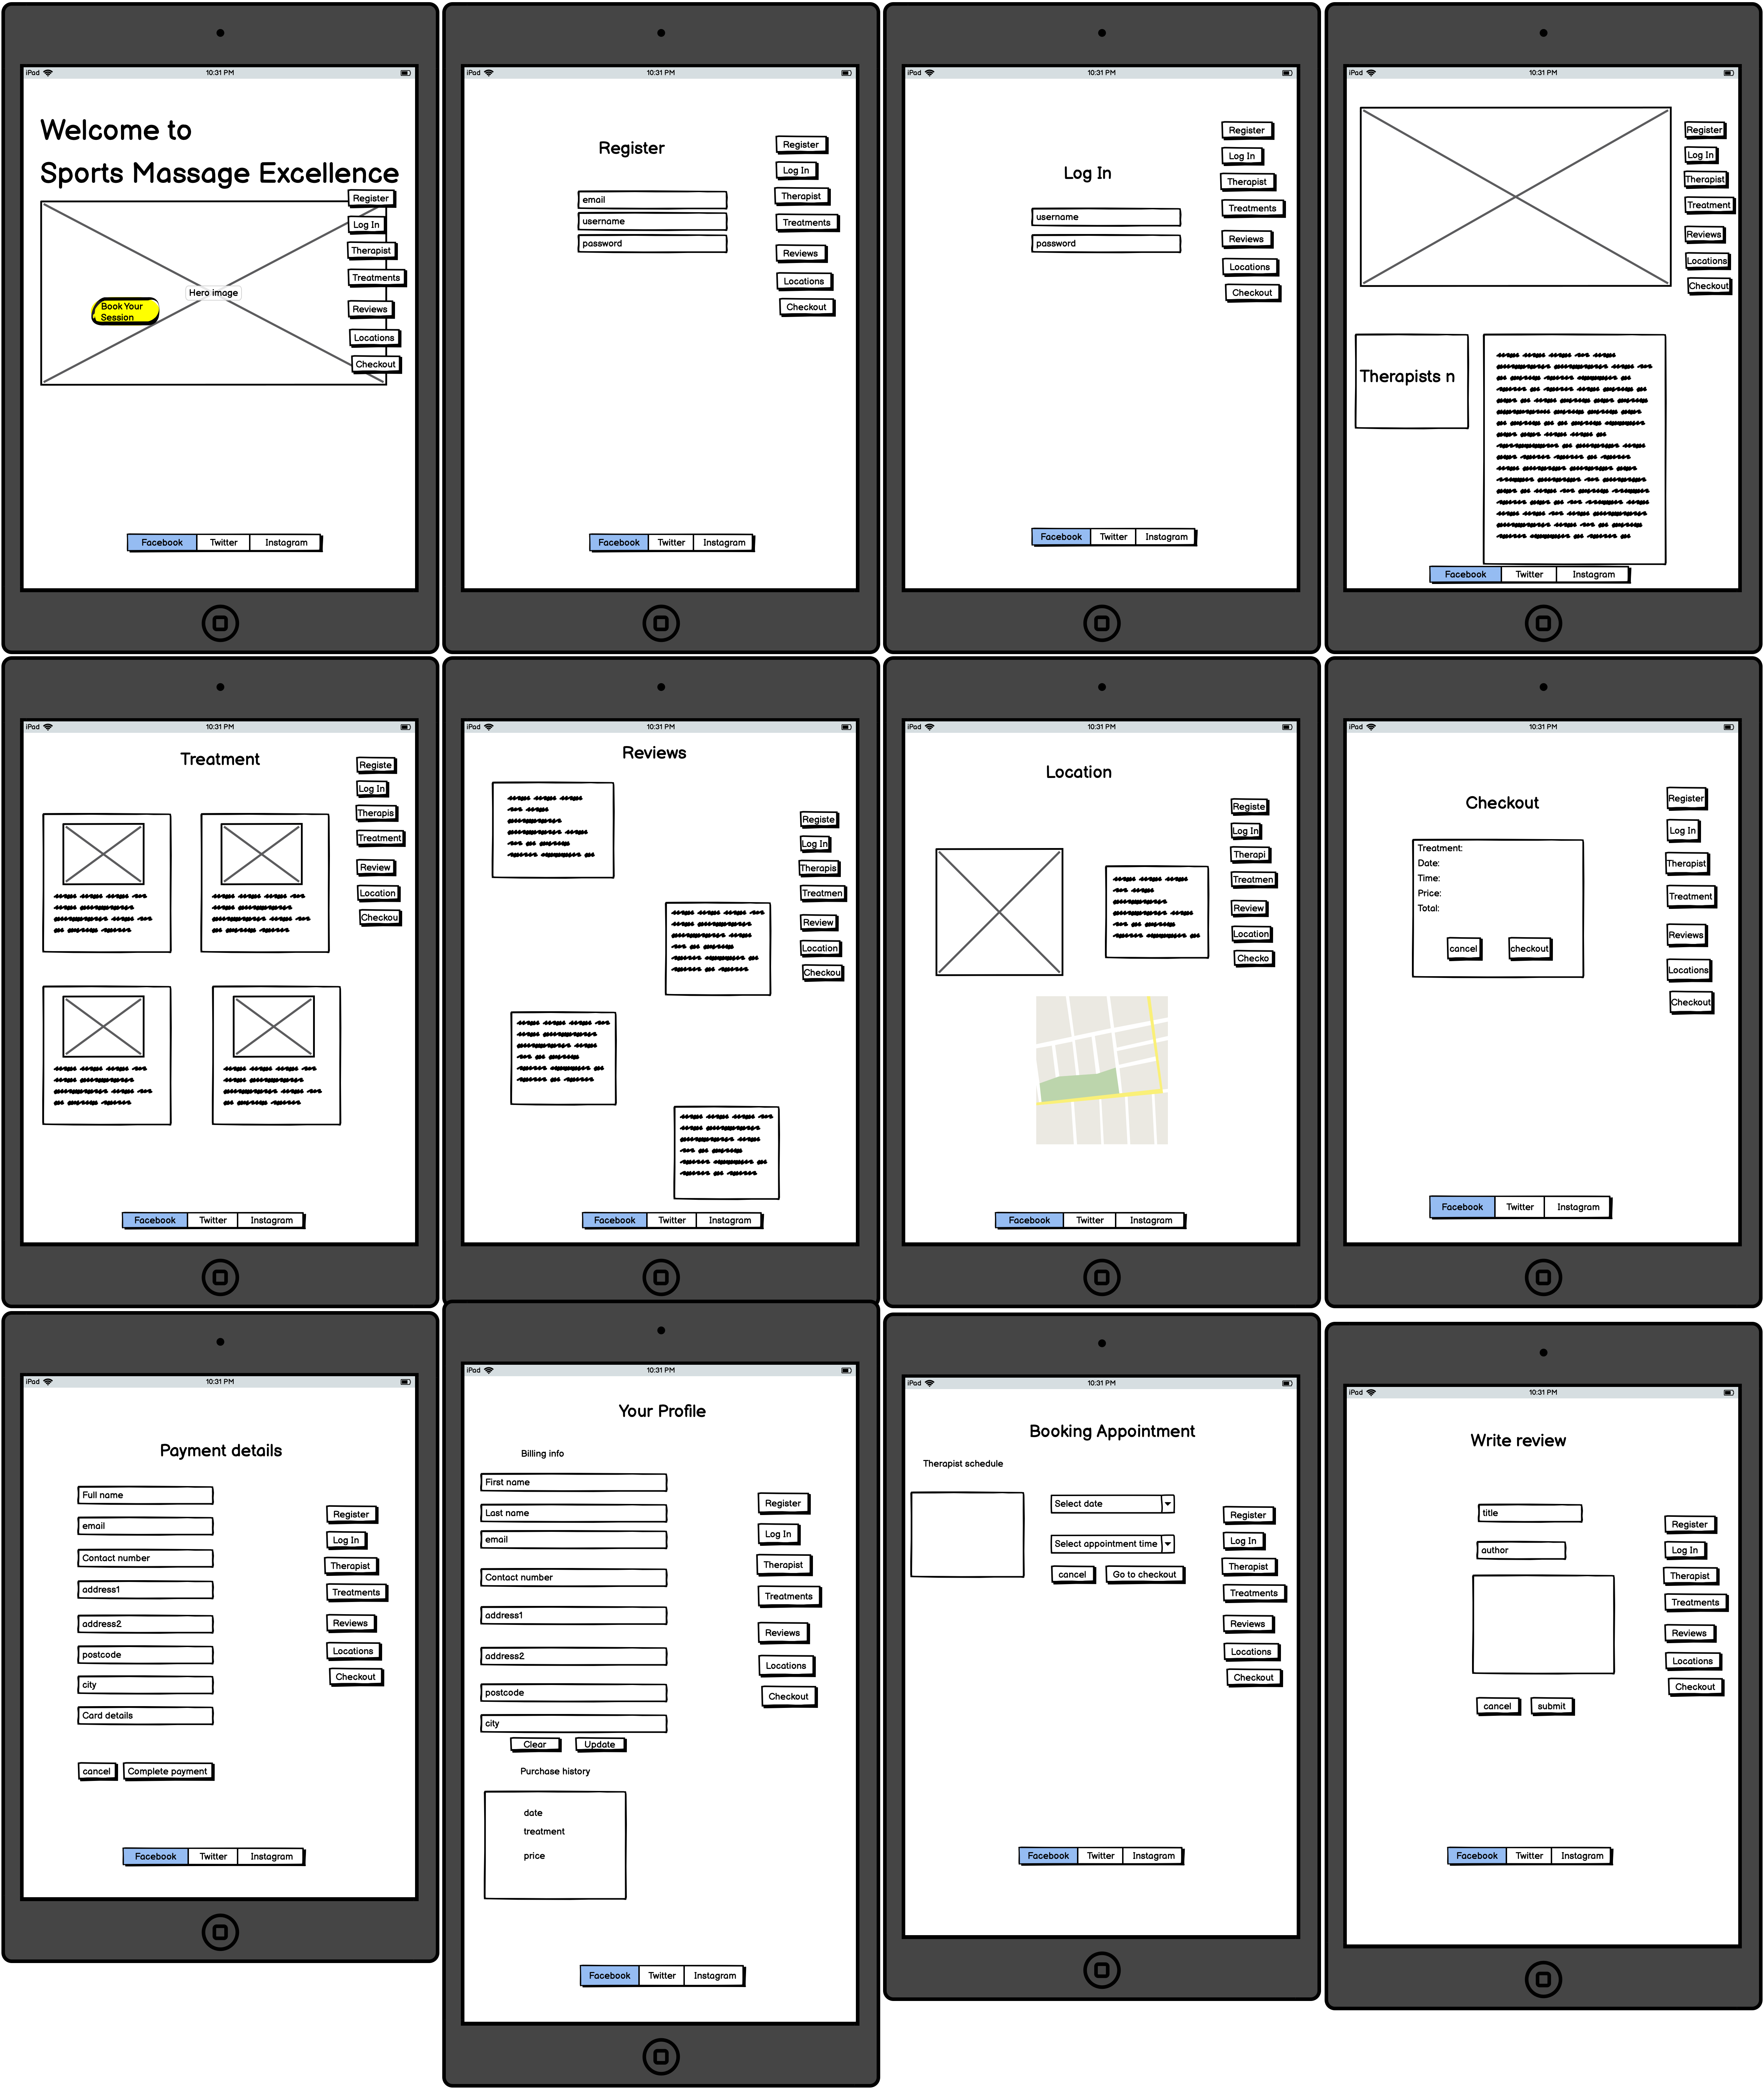 iPad 10:31 PM
Welcome to
Sports Massage Excellence
Register
Log In
Therapist
Treatments
Hero image
Book Your
Session
Reviews
Locations
Checkout
Facebook Twitter Instagram
iPad 10:31 PM
Register
email
username
password
Register
Log In
Therapist
Treatments
Reviews
Locations
Checkout
Facebook Twitter Instagram
iPad 10:31 PM
Log In
username
password
Register
Log In
Therapist
Treatments
Reviews
Locations
Checkout
Facebook Twitter Instagram
iPad 10:31 PM
Register
Log In
Therapist
Treatment
Reviews
Locations
Checkout
Therapists n
Facebook Twitter Instagram
iPad 10:31 PM
Treatment
Registe
Log In
Therapis
Treatment
Review
Location
Checkou
Facebook Twitter Instagram
iPad 10:31 PM
Reviews
Registe
Log In
Therapis
Treatmen
Review
Location
Checkou
Facebook Twitter Instagram
iPad 10:31 PM
Location
Registe
Log In
Therapi
Treatmen
Review
Location
Checko
Facebook Twitter Instagram
iPad 10:31 PM
Checkout
Treatment:
Date:
Time:
Price:
Total:
cancel checkout
Register
Log In
Therapist
Treatment
Reviews
Locations
Checkout
Facebook Twitter Instagram
iPad 10:31 PM
Payment details
Full name
email
Contact number
address1
address2
postcode
city
Card details
cancel Complete payment
Register
Log In
Therapist
Treatments
Reviews
Locations
Checkout
Facebook Twitter Instagram
iPad 10:31 PM
Your Profile
Billing info
First name
Last name
email
Contact number
address1
address2
postcode
city
Clear Update
Purchase history
date
treatment
price
Register
Log In
Therapist
Treatments
Reviews
Locations
Checkout
Facebook Twitter Instagram
iPad 10:31 PM
Booking Appointment
Therapist schedule
Select date
Select appointment time
cancel Go to checkout
Register
Log In
Therapist
Treatments
Reviews
Locations
Checkout
Facebook Twitter Instagram
iPad 10:31 PM
Write review
title
author
cancel submit
Register
Log In
Therapist
Treatments
Reviews
Locations
Checkout
Facebook Twitter Instagram